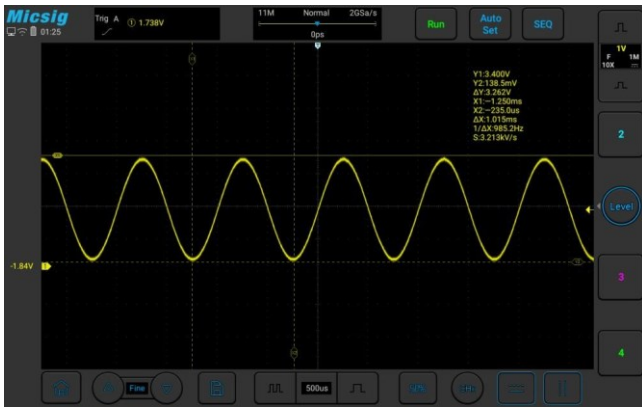 Micsig
01:25
Trig A ① 1.738V
11M Normal 2GSa/s
0ps
Run
Auto
Set
SEQ
1V
F 1M
10X
Y1:3.400V
Y2:138.5mV
ΔY:3.262V
X1:-1.250ms
X2:-235.0us
ΔX:1.015ms
1/ΔX:985.2Hz
S:3.213kV/s
2
Level
-1.84V
3
4
Fine
500us
50%